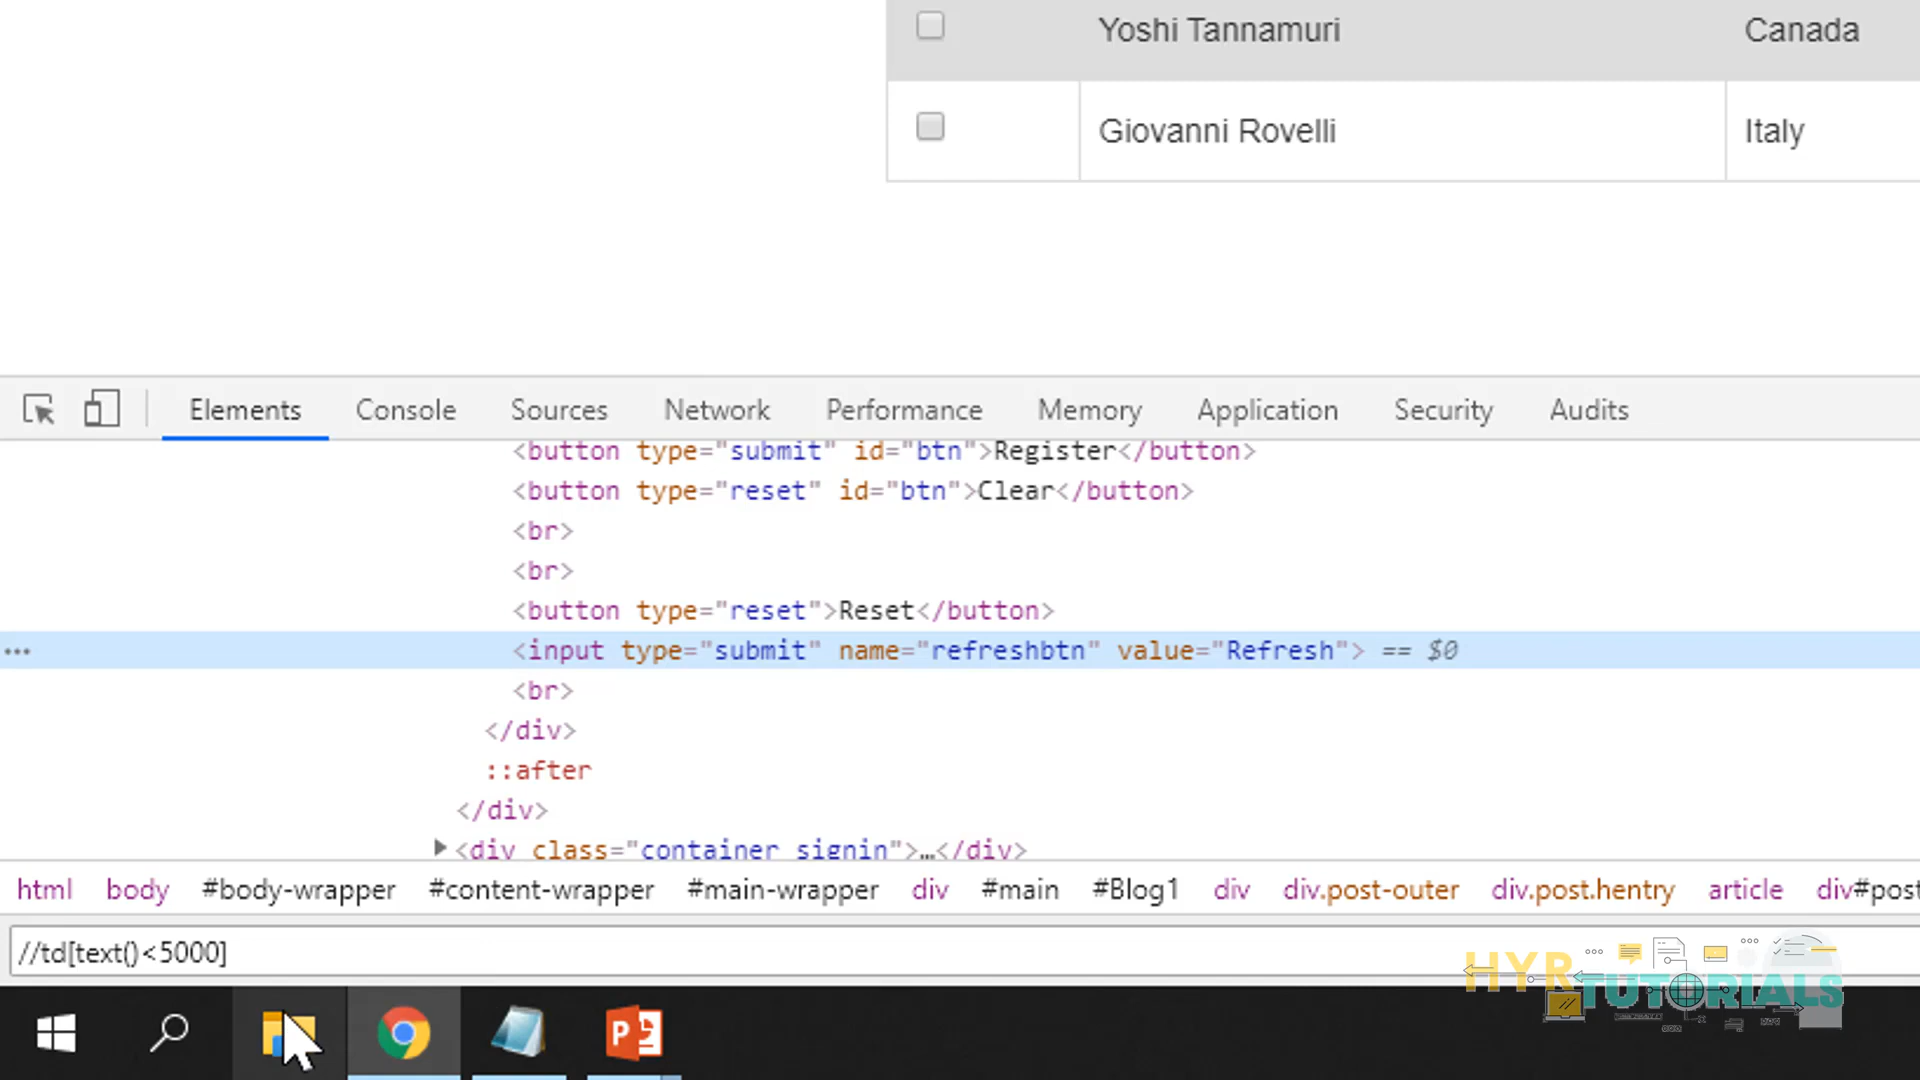 Yoshi Tannamuri Canada
Giovanni Rovelli Italy
Elements Console Sources Network Performance Memory Application Security Audits
<button type="submit" id="btn">Register</button>
<button type="reset" id="btn">Clear</button>
<br>
<br>
<button type="reset">Reset</button>
… <input type="submit" name="refreshbtn" value="Refresh"> == $0
<br>
</div>
::after
</div>
<div class="container signin">…</div>
html body #body-wrapper #content-wrapper #main-wrapper div #main #Blog1 div div.post-outer div.post.hentry article div#post
//td[text()<5000]
HYR
TUTORIALS